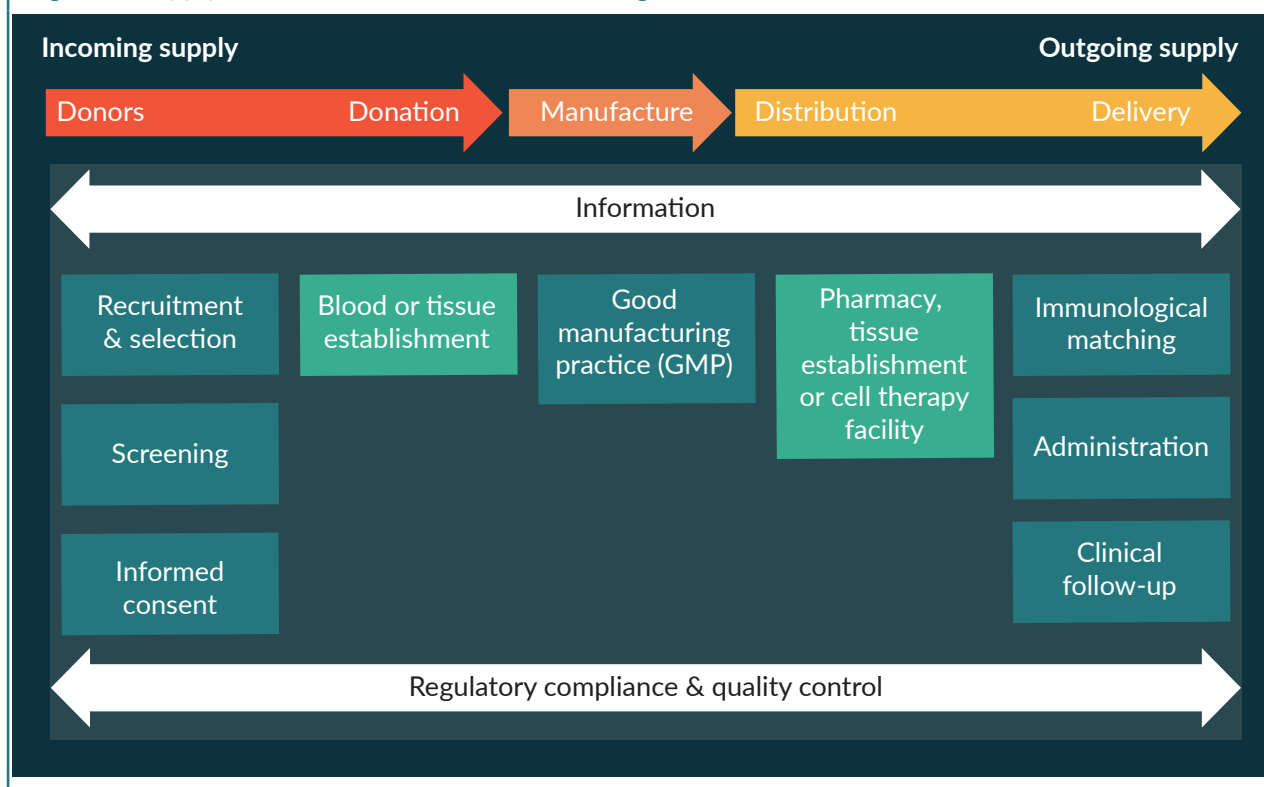 Incoming supply
Outgoing supply
Donors
Donation
Manufacture
Distribution
Delivery
Information
Recruitment
& selection
Screening
Informed
consent
Blood or tissue
establishment
Good
manufacturing
practice (GMP)
Pharmacy,
tissue
establishment
or cell therapy
facility
Immunological
matching
Administration
Clinical
follow-up
Regulatory compliance & quality control